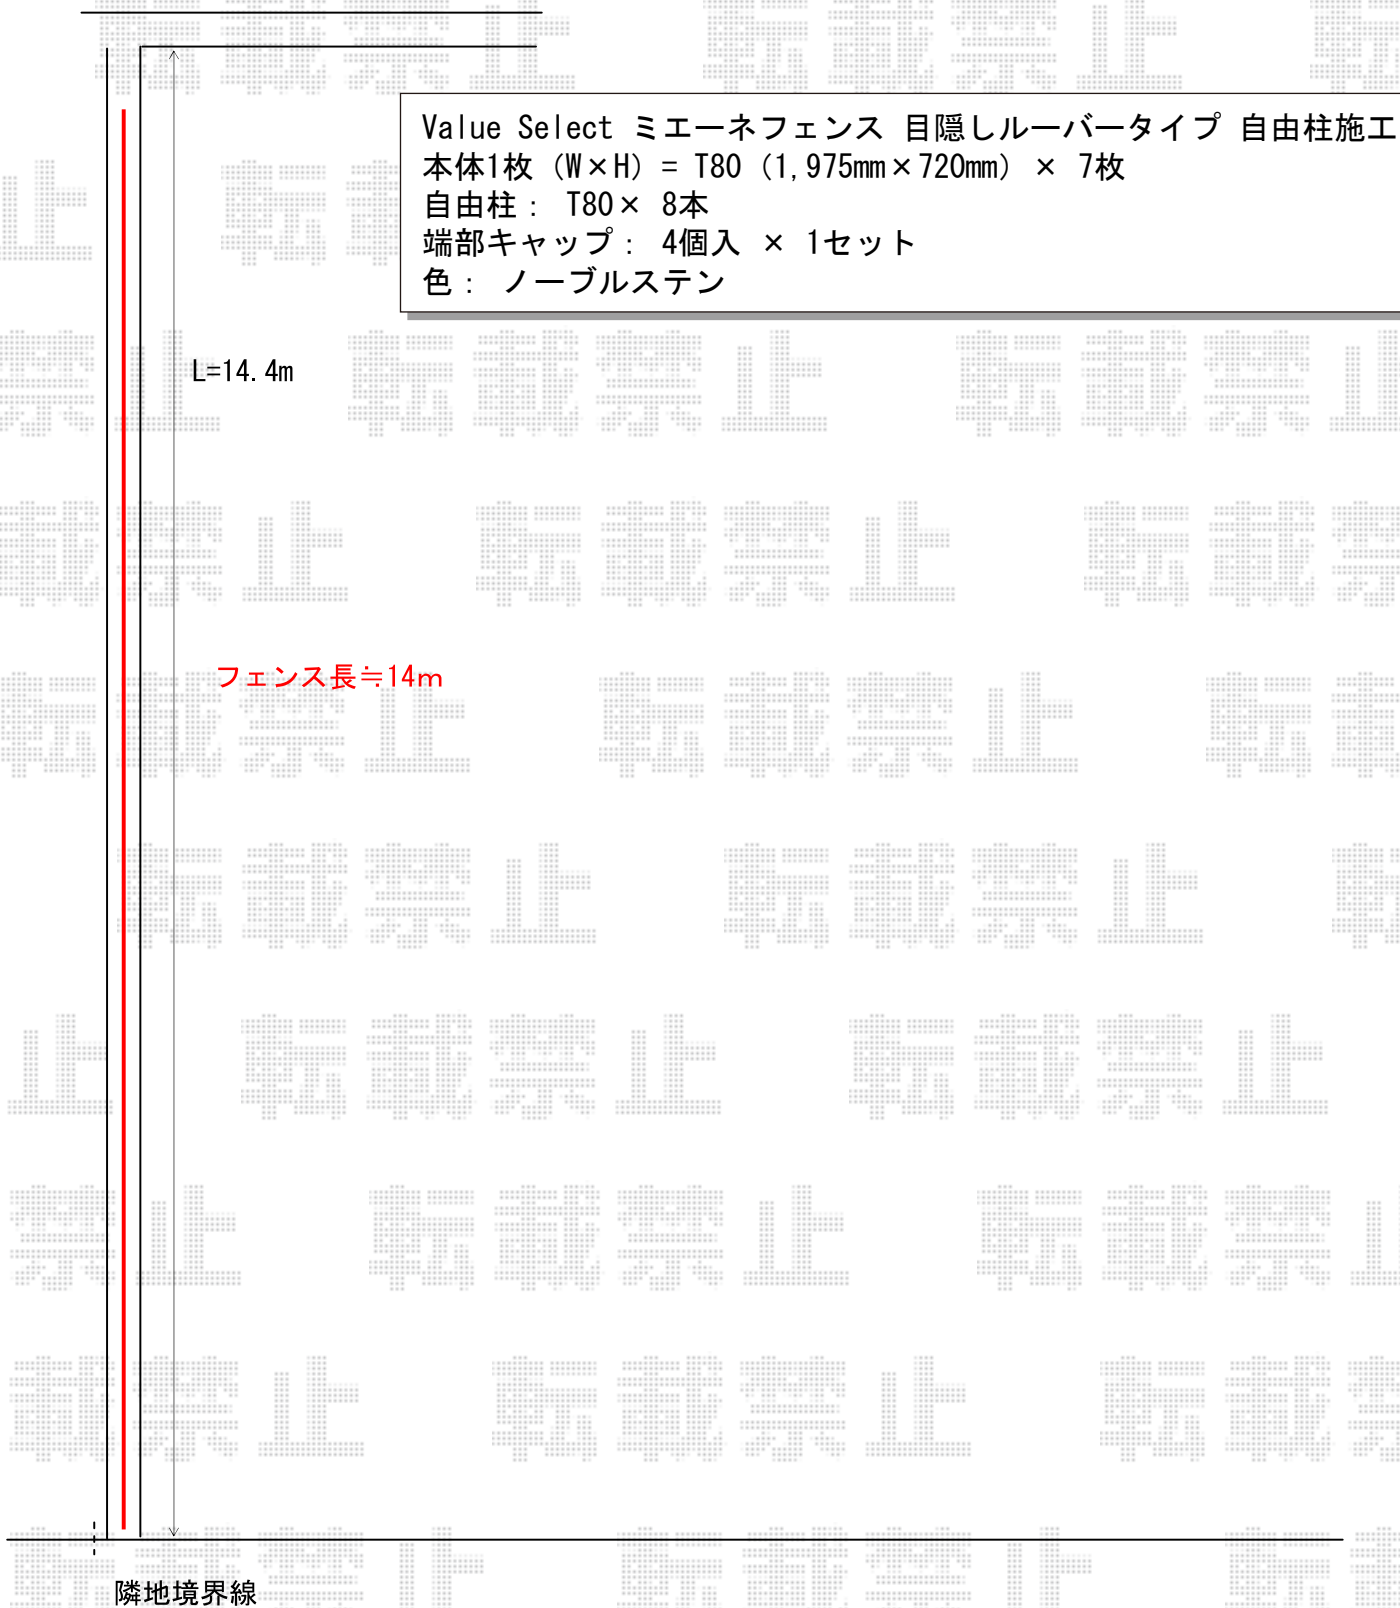 Value Select ミエーネフェンス 目隠しルーバータイプ 自由柱施工
本体1枚 (W×H) = T80 (1,975mm×720mm) × 7枚
自由柱： T80× 8本
端部キャップ： 4個入 × 1セット
色： ノーブルステン
L=14.4m
フェンス長≒14m
隣地境界線
転載禁止